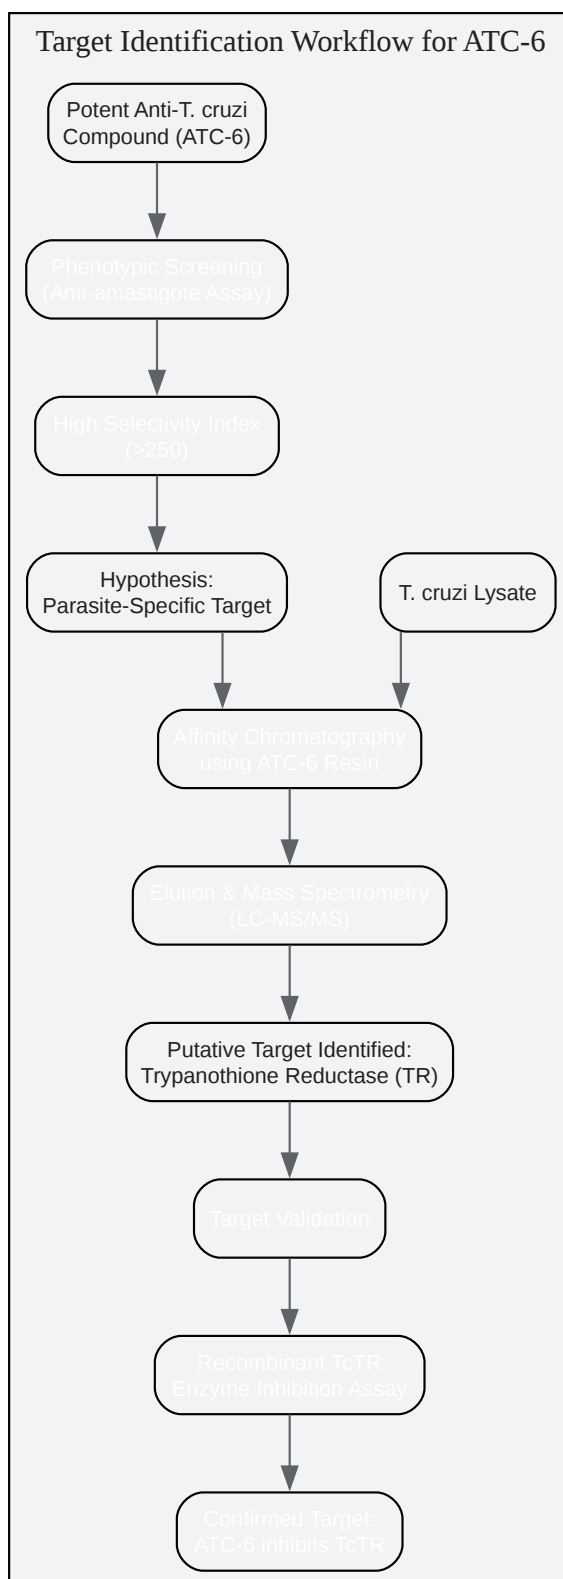 Target Identification Workflow for ATC-6
Potent Anti-T. cruzi
Compound (ATC-6)
Phenotypic Screening
(Anti-amastigote Assay)
High Selectivity Index
(>250)
Hypothesis:
Parasite-Specific Target
T. cruzi Lysate
Affinity Chromatography
using ATC-6 Resin
Elution & Mass Spectrometry
(LC-MS/MS)
Putative Target Identified:
Trypanothione Reductase (TR)
Target Validation
Recombinant TcTR
Enzyme Inhibition Assay
Confirmed Target:
ATC-6 inhibits TcTR